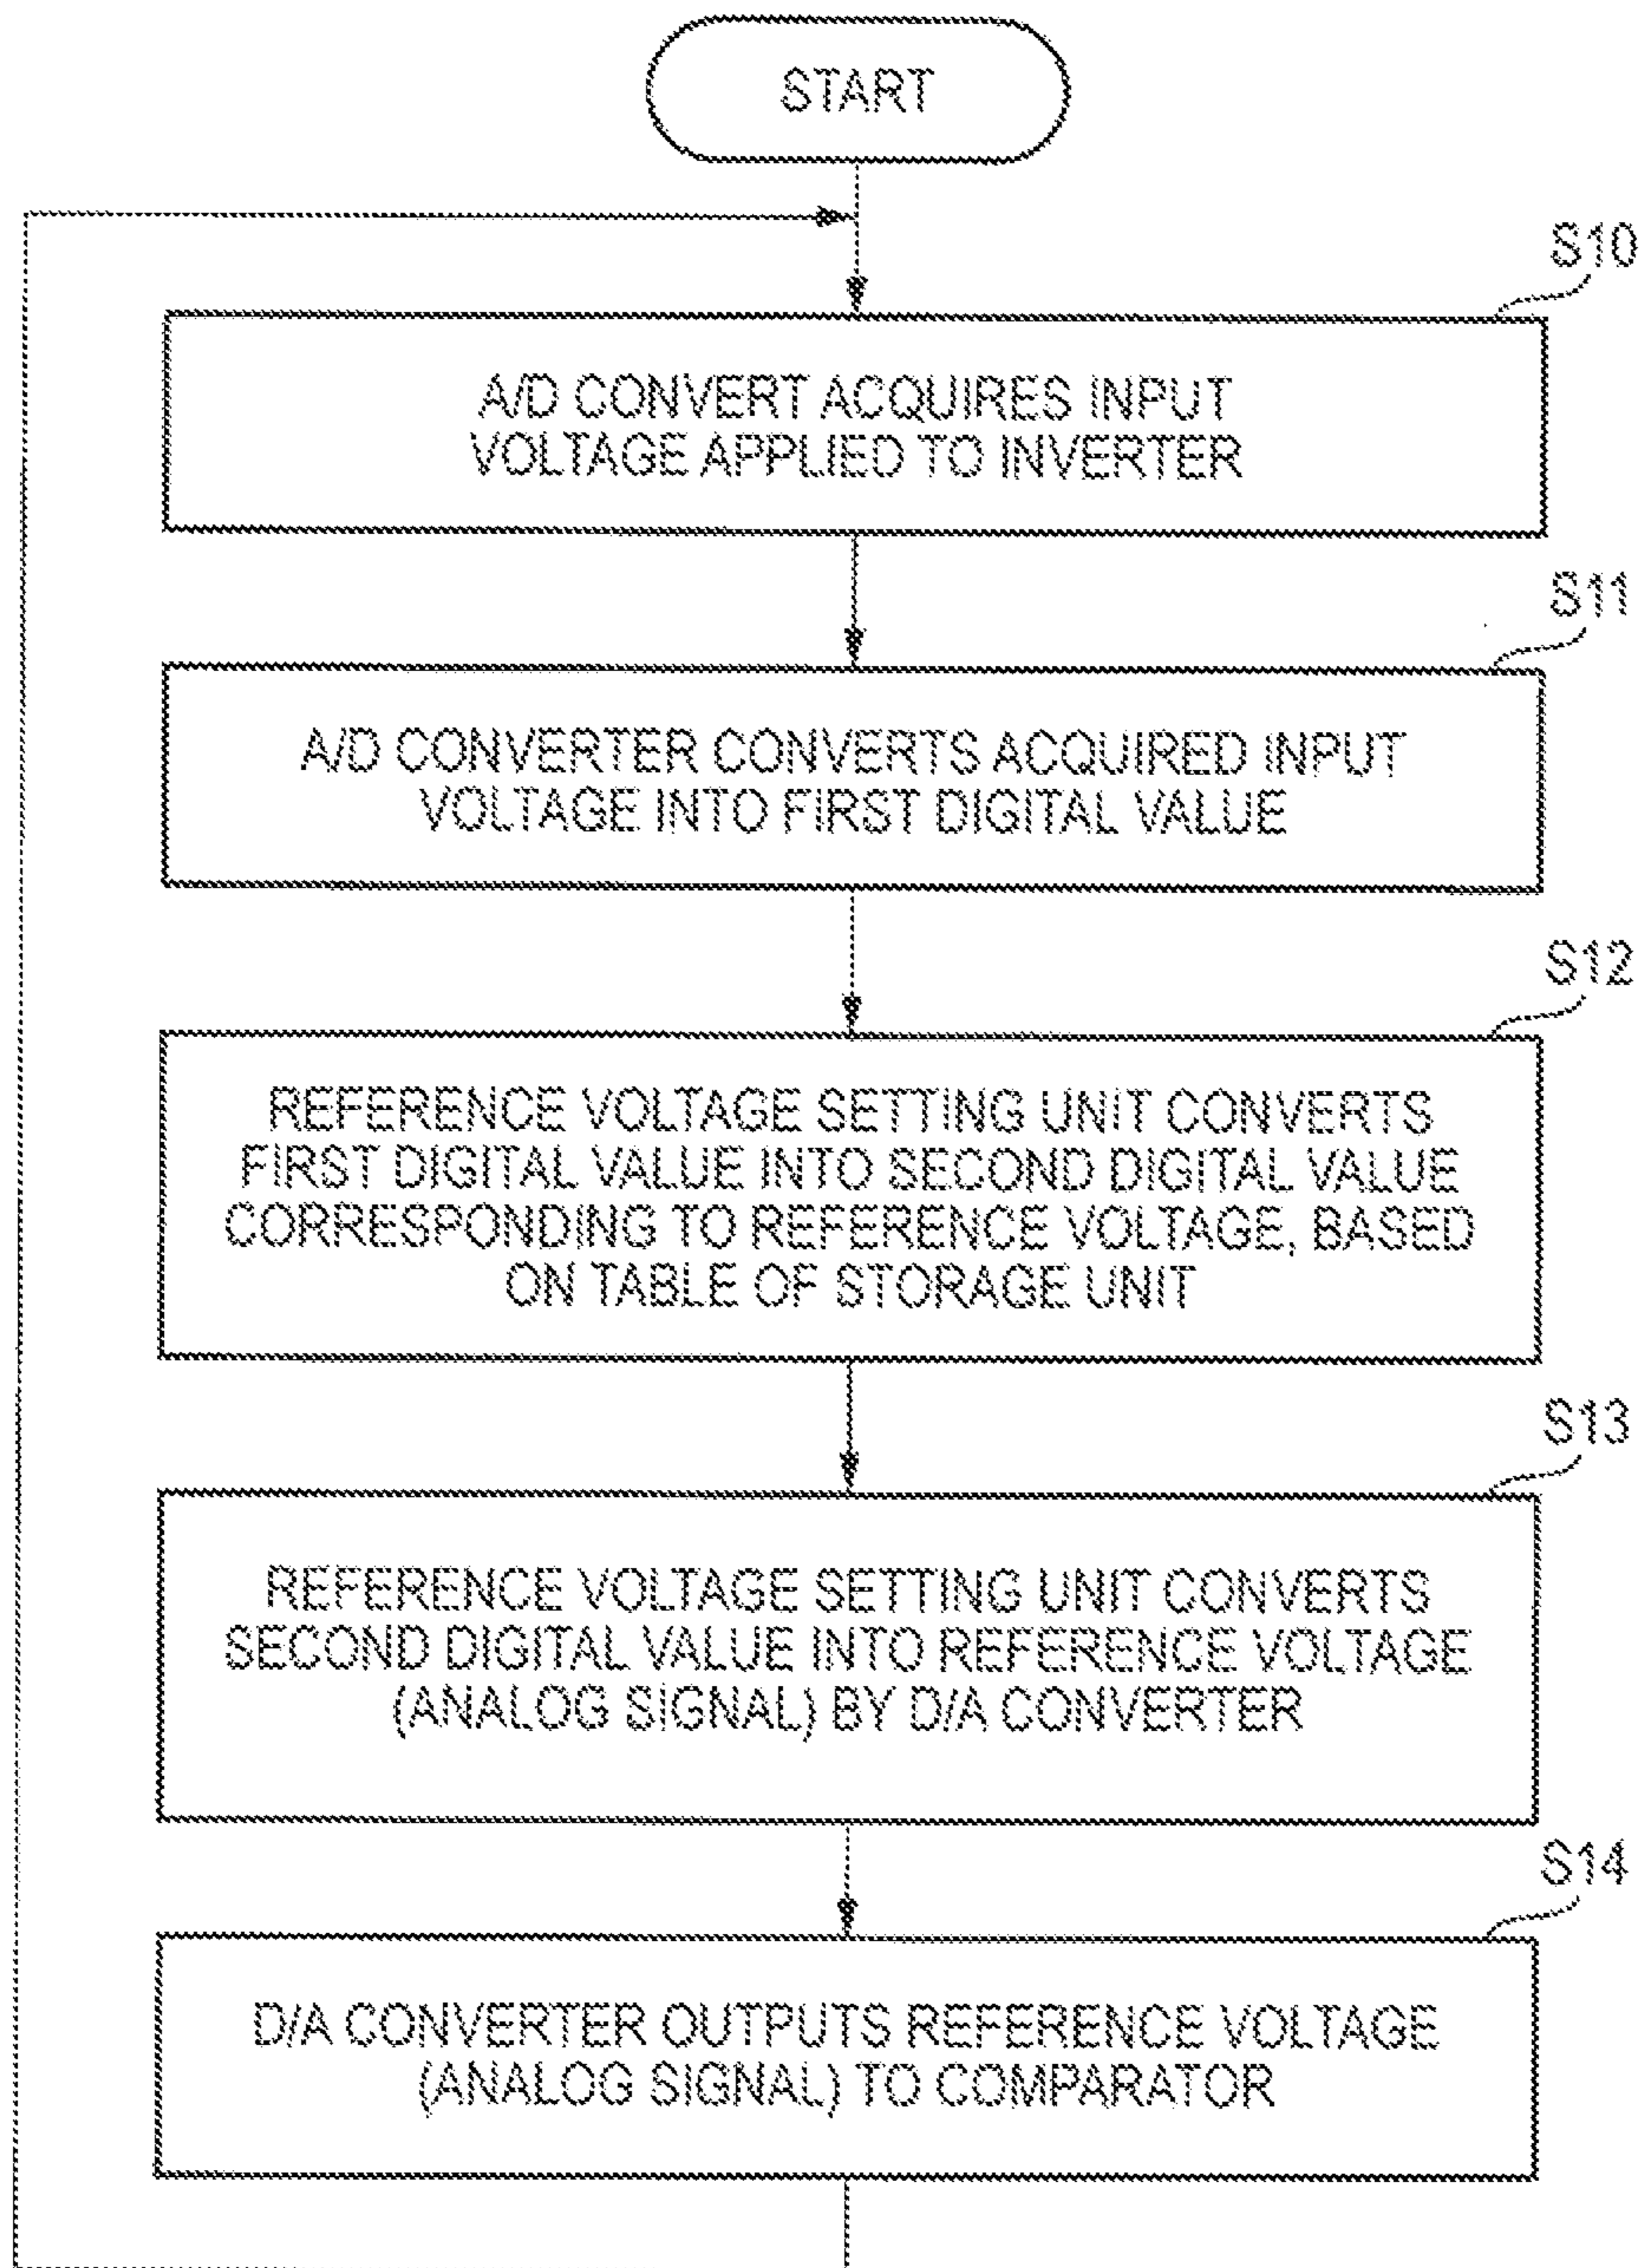 START
S10
A/D CONVERT ACQUIRES INPUT
VOLTAGE APPLIED TO INVERTER
S11
A/D CONVERTER CONVERTS ACQUIRED INPUT
VOLTAGE INTO FIRST DIGITAL VALUE
S12
REFERENCE VOLTAGE SETTING UNIT CONVERTS
FIRST DIGITAL VALUE INTO SECOND DIGITAL VALUE
CORRESPONDING TO REFERENCE VOLTAGE, BASED
ON TABLE OF STORAGE UNIT
S13
REFERENCE VOLTAGE SETTING UNIT CONVERTS
SECOND DIGITAL VALUE INTO REFERENCE VOLTAGE
(ANALOG SIGNAL) BY D/A CONVERTER
S14
D/A CONVERTER OUTPUTS REFERENCE VOLTAGE
(ANALOG SIGNAL) TO COMPARATOR